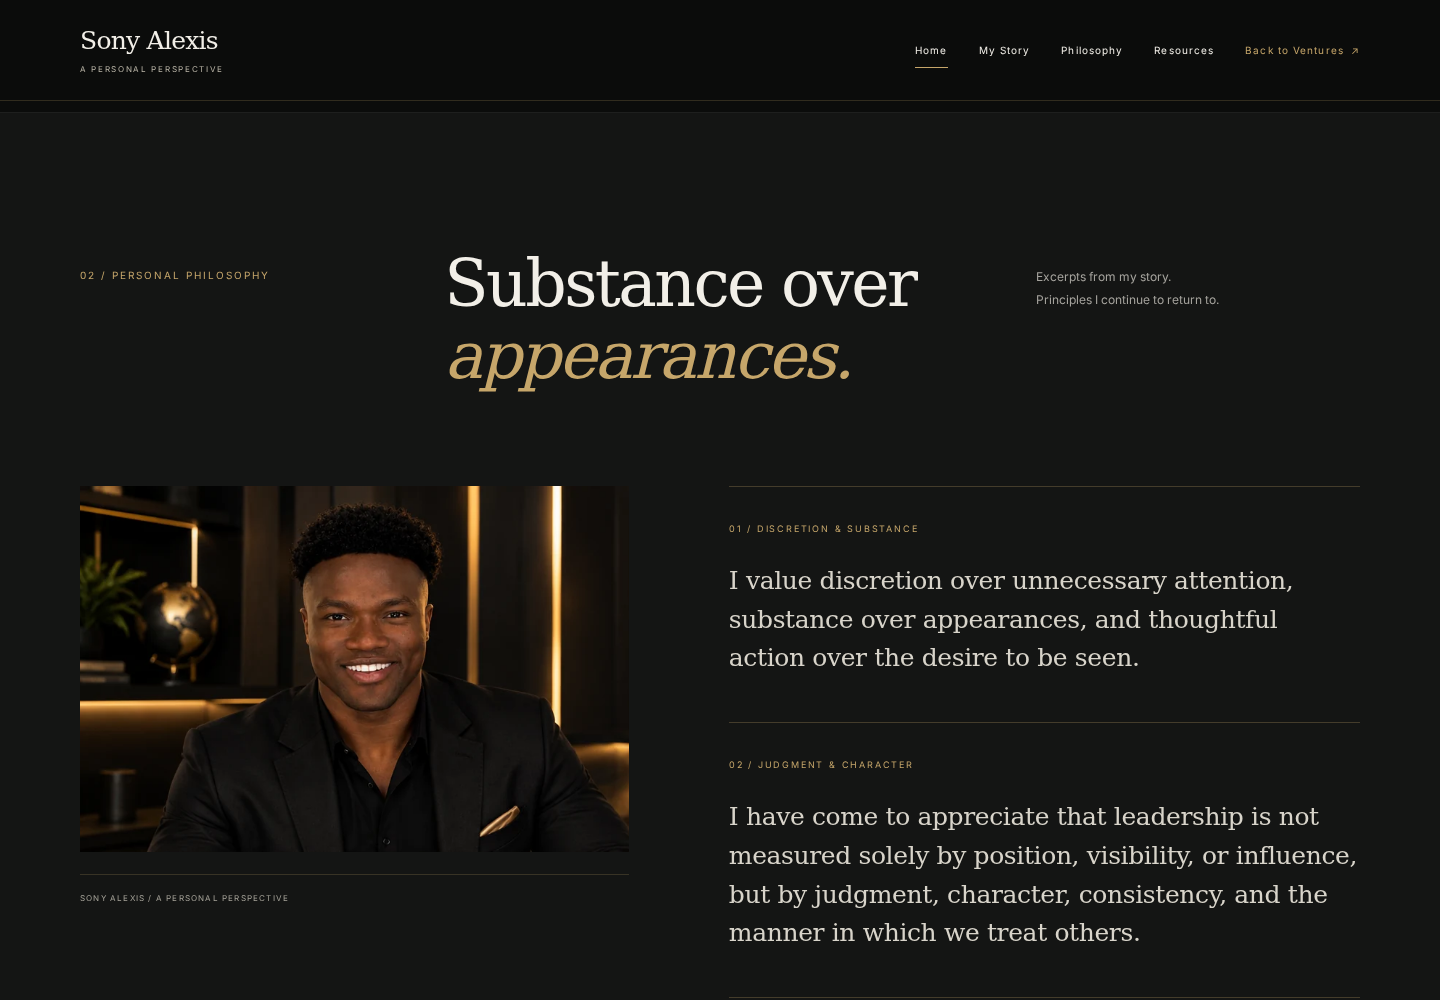 Sony Alexis
A PERSONAL PERSPECTIVE
Home
My Story
Philosophy
Resources
Back to Ventures ↗
02 / PERSONAL PHILOSOPHY
Substance over
appearances.
Excerpts from my story.
Principles I continue to return to.
SONY ALEXIS / A PERSONAL PERSPECTIVE
01 / DISCRETION & SUBSTANCE
I value discretion over unnecessary attention,
substance over appearances, and thoughtful
action over the desire to be seen.
02 / JUDGMENT & CHARACTER
I have come to appreciate that leadership is not
measured solely by position, visibility, or influence,
but by judgment, character, consistency, and the
manner in which we treat others.